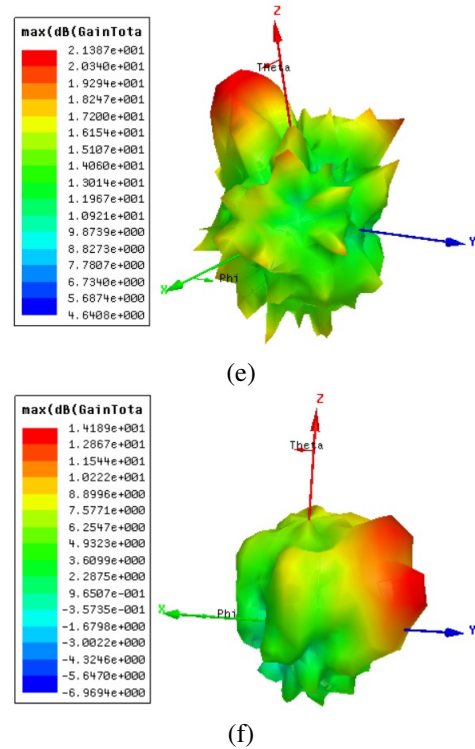 max(dB(GainTota
2.1387e+001
2.0340e+001
1.9294e+001
1.8247e+001
1.7200e+001
1.6154e+001
1.5107e+001
1.4060e+001
1.3014e+001
1.1967e+001
1.0921e+001
9.8739e+000
8.8273e+000
7.7807e+000
6.7340e+000
5.6874e+000
4.6408e+000
Z
Theta
Y
X
Phi
(e)
max(dB(GainTota
1.4189e+001
1.2867e+001
1.1544e+001
1.0222e+001
8.8996e+000
7.5771e+000
6.2547e+000
4.9323e+000
3.6099e+000
2.2875e+000
9.6507e-001
-3.5735e-001
-1.6798e+000
-3.0022e+000
-4.3246e+000
-5.6470e+000
-6.9694e+000
Z
Theta
X
Phi
Y
(f)